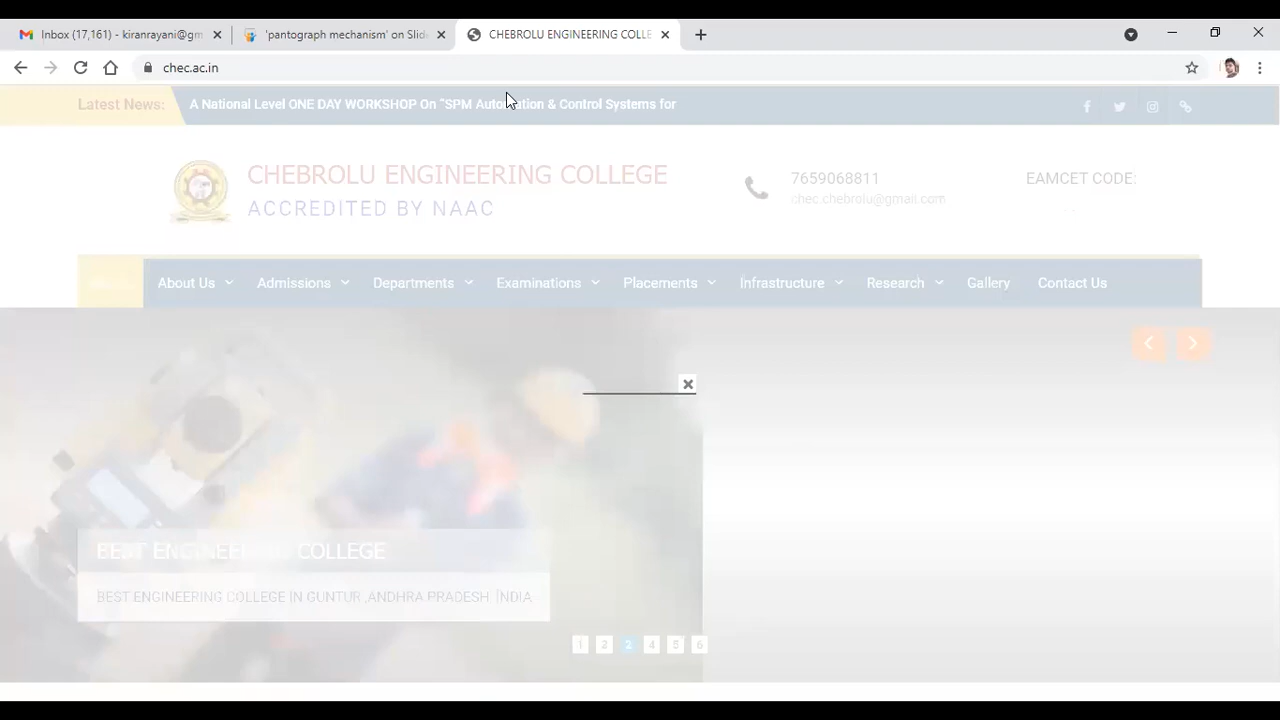 Inbox (17,161) - kiranrayani@gm
'pantograph mechanism' on Slid
CHEBROLU ENGINEERING COLLE
chec.ac.in
Latest News:
A National Level ONE DAY WORKSHOP On "SPM Automation & Control Systems for
CHEBROLU ENGINEERING COLLEGE
ACCREDITED BY NAAC
7659068811
chec.chebrolu@gmail.com
EAMCET CODE:
About Us
Admissions
Departments
Examinations
Placements
Infrastructure
Research
Gallery
Contact Us
BEST ENGINEERING COLLEGE
BEST ENGINEERING COLLEGE IN GUNTUR ,ANDHRA PRADESH INDIA
1 2 3 4 5 6